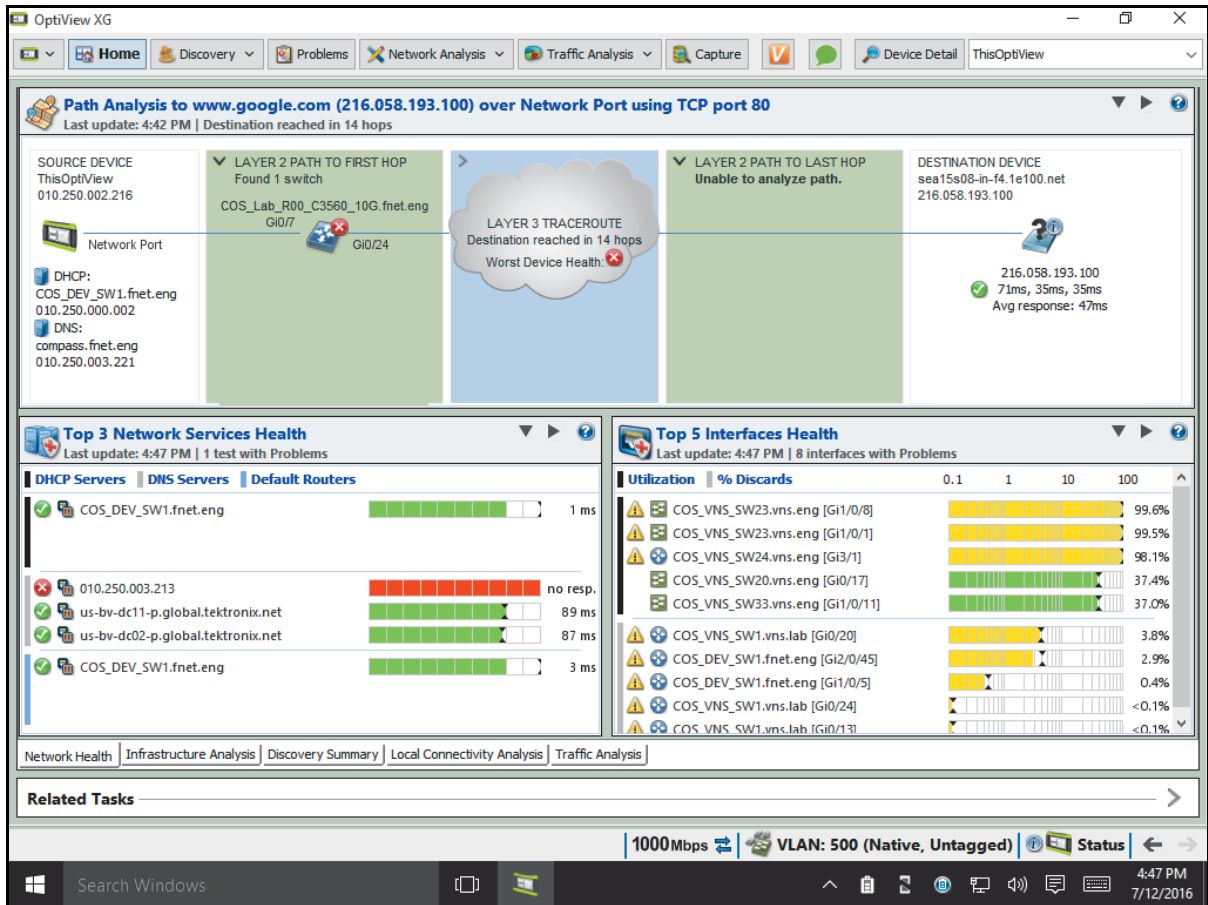 OptiView XG
Home Discovery Problems Network Analysis Traffic Analysis Capture Device Detail ThisOptiView
Path Analysis to www.google.com (216.058.193.100) over Network Port using TCP port 80
Last update: 4:42 PM | Destination reached in 14 hops
SOURCE DEVICE
ThisOptiView
010.250.002.216
Network Port
DHCP:
COS_DEV_SW1.fnet.eng
010.250.000.002
DNS:
compass.fnet.eng
010.250.003.221
LAYER 2 PATH TO FIRST HOP
Found 1 switch
COS_Lab_R00_C3560_10G.fnet.eng
Gi0/7
Gi0/24
LAYER 3 TRACEROUTE
Destination reached in 14 hops
Worst Device Health:
LAYER 2 PATH TO LAST HOP
Unable to analyze path.
DESTINATION DEVICE
sea15s08-in-f4.1e100.net
216.058.193.100
216.058.193.100
71ms, 35ms, 35ms
Avg response: 47ms
Top 3 Network Services Health
Last update: 4:47 PM | 1 test with Problems
DHCP Servers DNS Servers Default Routers
COS_DEV_SW1.fnet.eng 1 ms
010.250.003.213 no resp.
us-bv-dc11-p.global.tektronix.net 89 ms
us-bv-dc02-p.global.tektronix.net 87 ms
COS_DEV_SW1.fnet.eng 3 ms
Top 5 Interfaces Health
Last update: 4:47 PM | 8 interfaces with Problems
Utilization % Discards 0.1 1 10 100
COS_VNS_SW23.vns.eng [Gi1/0/8] 99.6%
COS_VNS_SW23.vns.eng [Gi1/0/1] 99.5%
COS_VNS_SW24.vns.eng [Gi3/1] 98.1%
COS_VNS_SW20.vns.eng [Gi0/17] 37.4%
COS_VNS_SW33.vns.eng [Gi1/0/11] 37.0%
COS_VNS_SW1.vns.lab [Gi0/20] 3.8%
COS_DEV_SW1.fnet.eng [Gi2/0/45] 2.9%
COS_DEV_SW1.fnet.eng [Gi1/0/5] 0.4%
COS_VNS_SW1.vns.lab [Gi0/24] <0.1%
COS_VNS_SW1.vns.lab [Gi0/13] <0.1%
Network Health Infrastructure Analysis Discovery Summary Local Connectivity Analysis Traffic Analysis
Related Tasks
1000 Mbps VLAN: 500 (Native, Untagged) Status
Search Windows
4:47 PM
7/12/2016